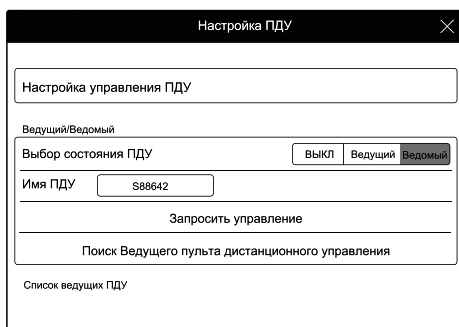 Настройка ПДУ
Настройка управления ПДУ
Ведущий/Ведомый
Выбор состояния ПДУ ВЫКЛ Ведущий Ведомый
Имя ПДУ S88642
Запросить управление
Поиск Ведущего пульта дистанционного управления
Список ведущих ПДУ